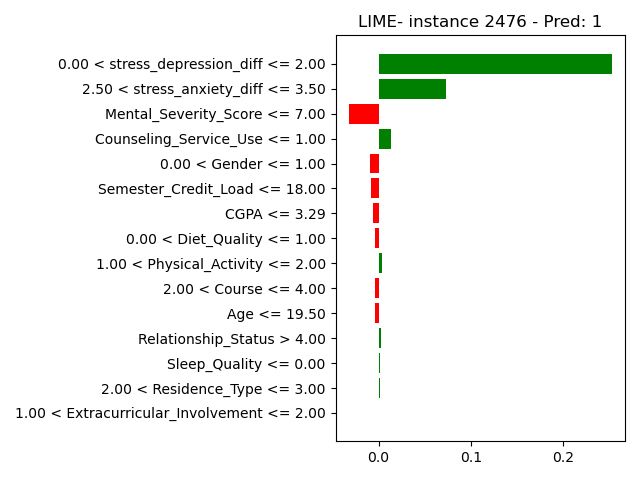 LIME- instance 2476 - Pred: 1
0.00 < stress_depression_diff <= 2.00
2.50 < stress_anxiety_diff <= 3.50
Mental_Severity_Score <= 7.00
Counseling_Service_Use <= 1.00
0.00 < Gender <= 1.00
Semester_Credit_Load <= 18.00
CGPA <= 3.29
0.00 < Diet_Quality <= 1.00
1.00 < Physical_Activity <= 2.00
2.00 < Course <= 4.00
Age <= 19.50
Relationship_Status > 4.00
Sleep_Quality <= 0.00
2.00 < Residence_Type <= 3.00
1.00 < Extracurricular_Involvement <= 2.00
0.0 0.1 0.2